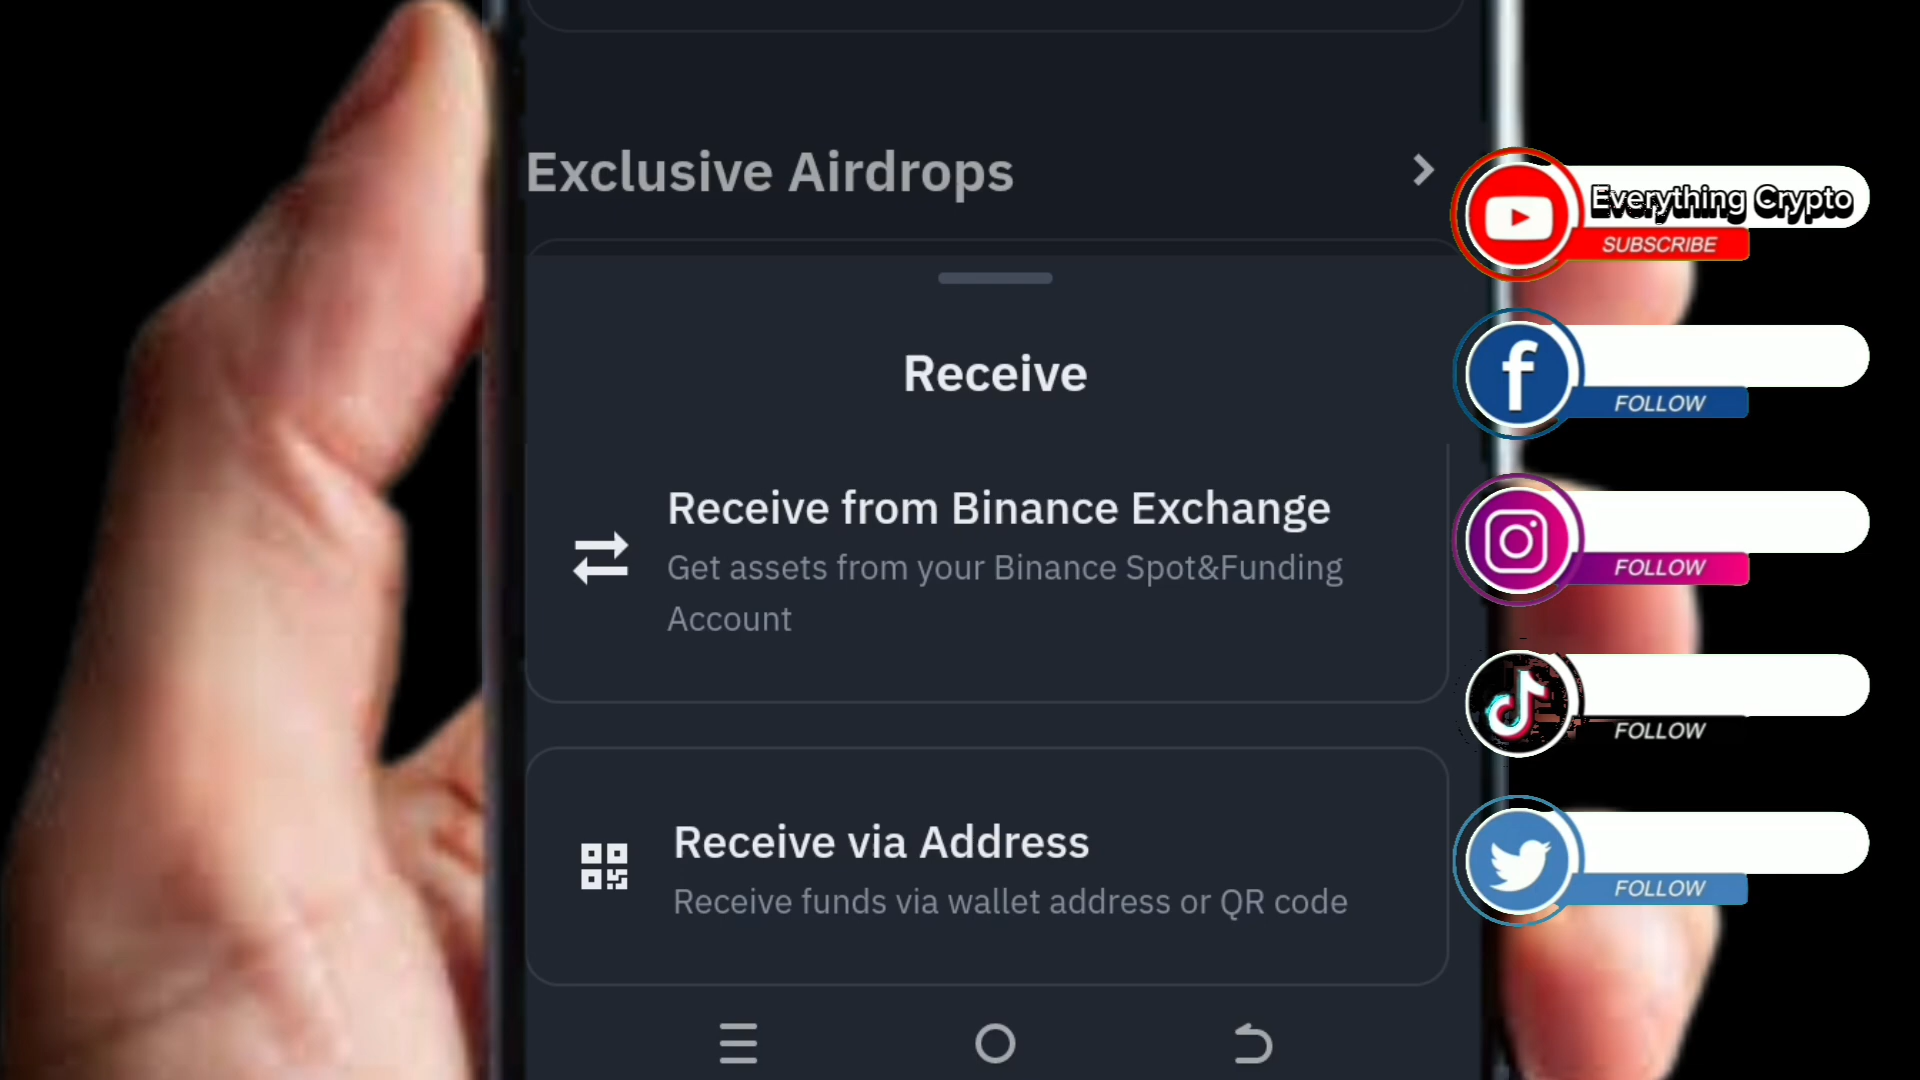 Exclusive Airdrops
Receive
Receive from Binance Exchange
Get assets from your Binance Spot&Funding
Account
Receive via Address
Receive funds via wallet address or QR code
Everything Crypto
SUBSCRIBE
f
FOLLOW
FOLLOW
FOLLOW
FOLLOW